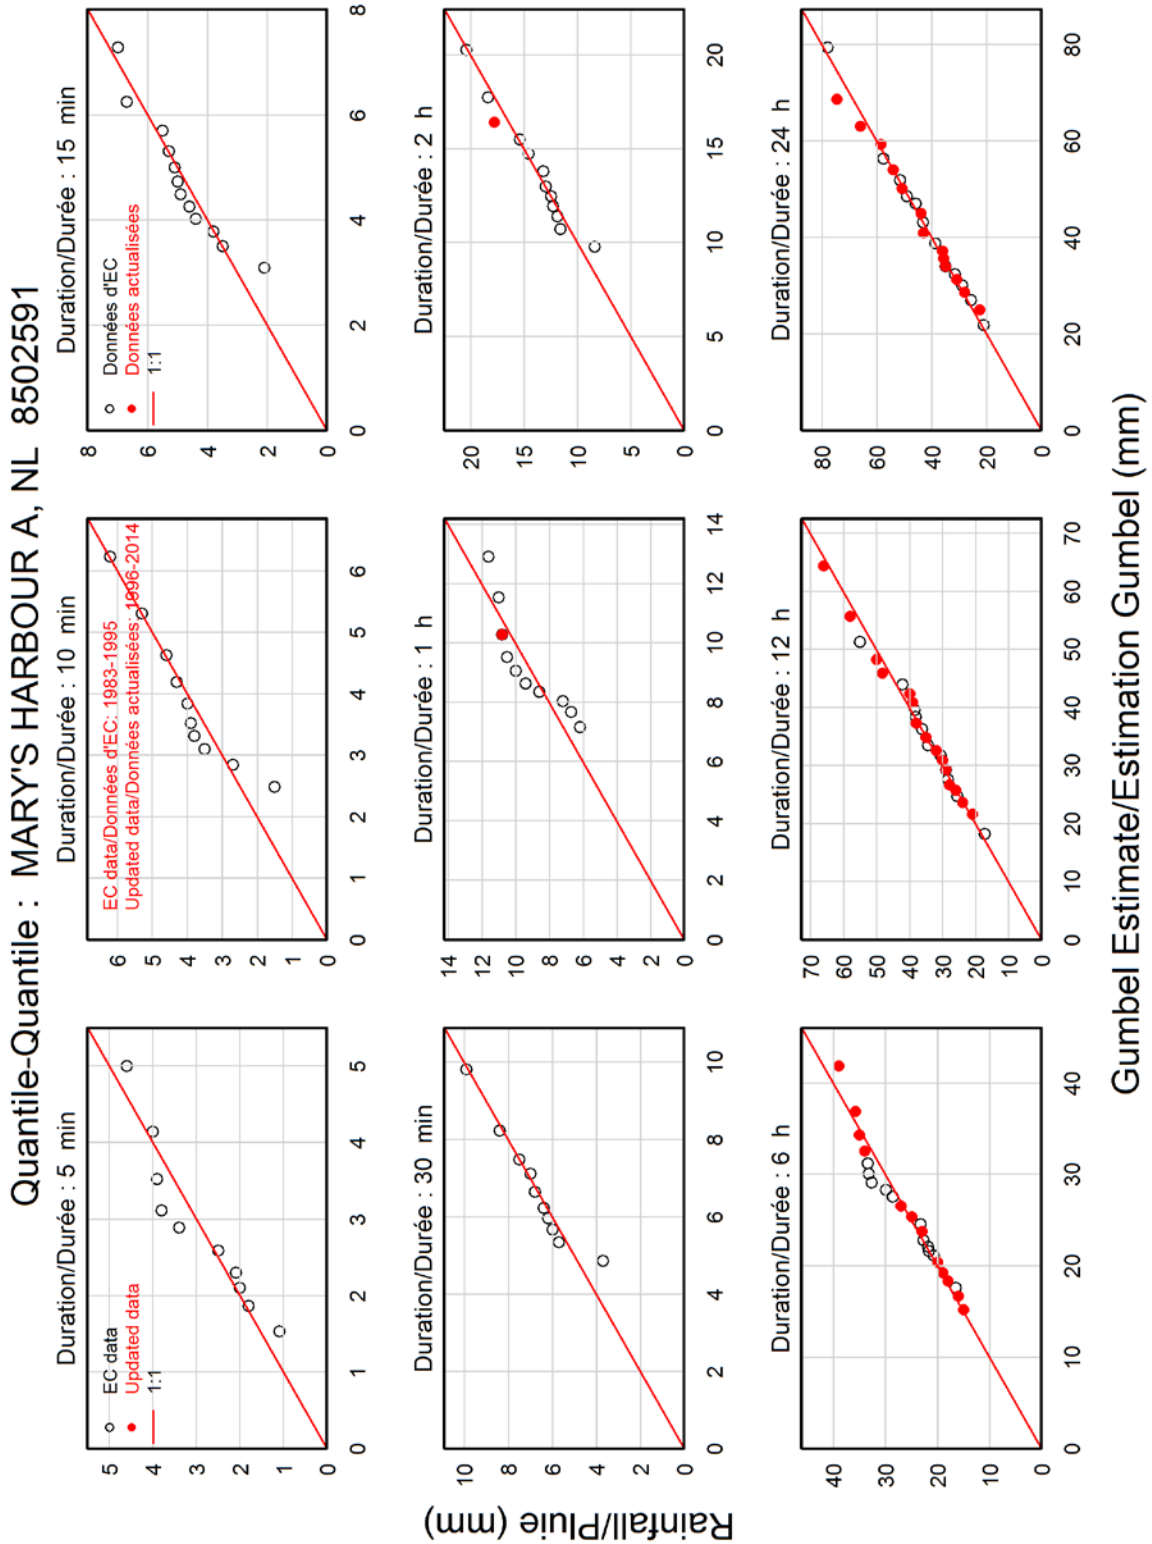 Quantile-Quantile : MARY'S HARBOUR A, NL 8502591
Duration/Durée : 5 min
EC data
Updated data
1:1
5
4
3
2
1
0 1 2 3 4 5
Duration/Durée : 10 min
EC data/Données d'EC: 1983-1995
Updated data/Données actualisées: 1996-2014
6
5
4
3
2
1
0
0 1 2 3 4 5 6
Duration/Durée : 15 min
Données d'EC
Données actualisées
1:1
8
6
4
2
0
0 2 4 6 8
Rainfall/Pluie (mm)
Duration/Durée : 30 min
10
8
6
4
2
0
0 2 4 6 8 10
Duration/Durée : 1 h
14
12
10
8
6
4
2
0
0 2 4 6 8 10 12 14
Duration/Durée : 2 h
20
15
10
5
0
0 5 10 15 20
Duration/Durée : 6 h
40
30
20
10
0
0 10 20 30 40
Duration/Durée : 12 h
70
60
50
40
30
20
10
0
0 10 20 30 40 50 60 70
Duration/Durée : 24 h
80
60
40
20
0
0 20 40 60 80
Gumbel Estimate/Estimation Gumbel (mm)